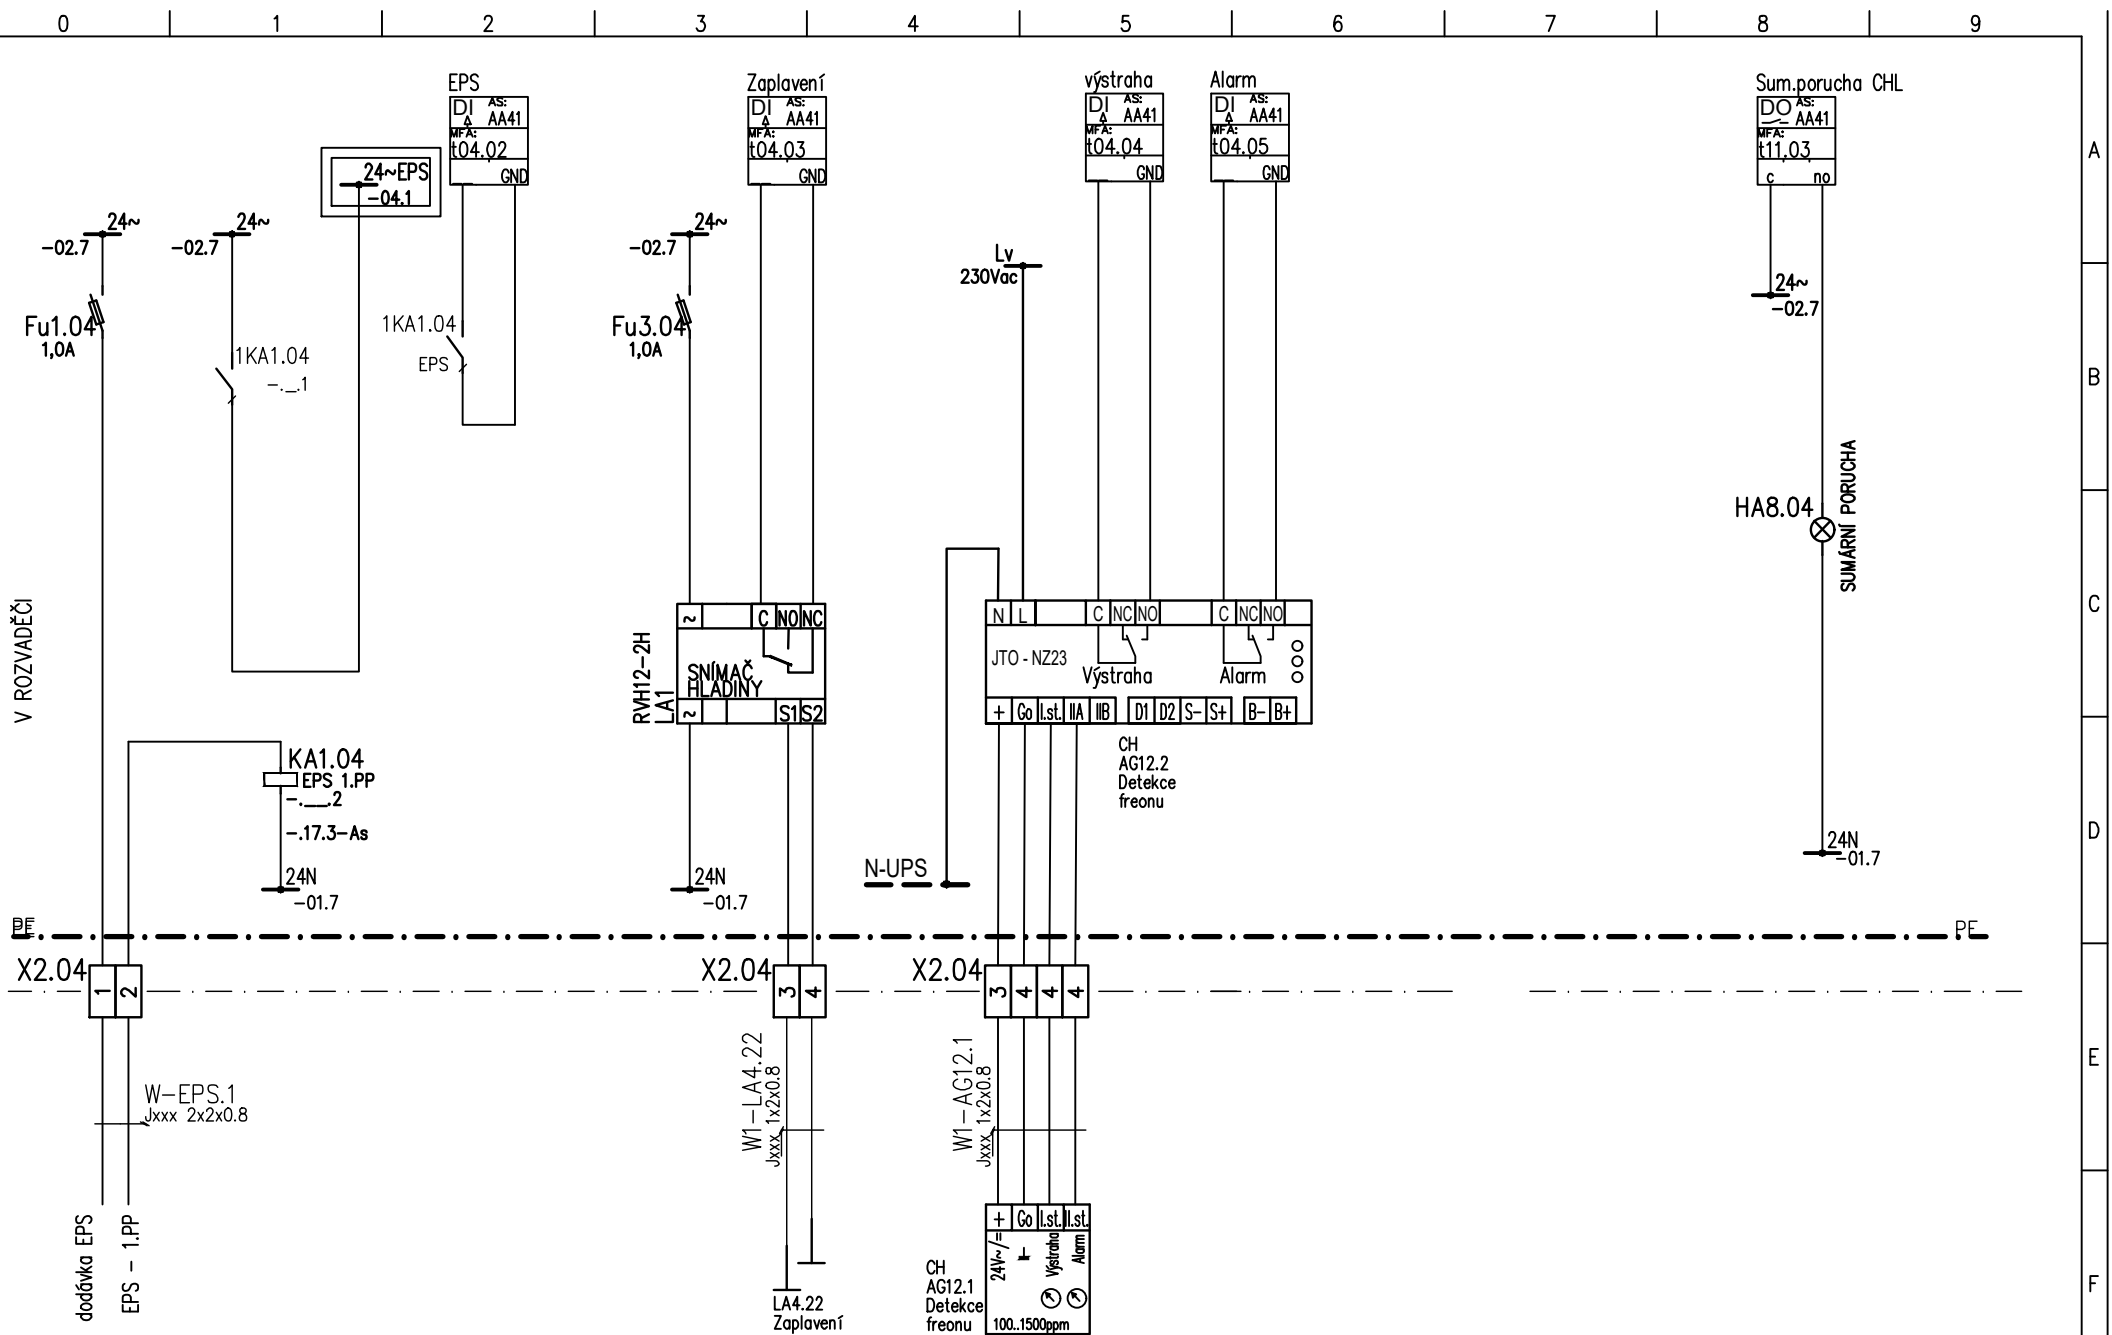 0 1 2 3 4 5 6 7 8 9
EPS
DI AS:
AA41
MFA:
t04.02
GND
Zaplavení
DI AS:
AA41
MFA:
t04.03
GND
výstraha
DI AS:
AA41
MFA:
t04.04
GND
Alarm
DI AS:
AA41
MFA:
t04.05
GND
Sum.porucha CHL
DO AS:
AA41
MFA:
t11.03
c no
A
24~EPS
-04.1
24~
-02.7
24~
-02.7
24~
-02.7
Lv
230Vac
24~
-02.7
Fu1.04
1,0A
1KA1.04
-._.1
1KA1.04
EPS
Fu3.04
1,0A
B
HA8.04
SUMÁRNÍ PORUCHA
V ROZVADĚČI
RVH12-2H
LA1
~ C NO NC
SNÍMAČ
HLADINY
~ S1 S2
N L C NC NO C NC NO
JTO - NZ23
Výstraha
Alarm
+ Go I.st. IIA IIB D1 D2 S- S+ B- B+
CH
AG12.2
Detekce
freonu
C
KA1.04
EPS 1.PP
-.__.2
-.17.3-As
24N
-01.7
24N
-01.7
N-UPS
24N
-01.7
D
PE
PE
X2.04 1 2
X2.04 3 4
X2.04 3 4 4 4
W-EPS.1
Jxxx 2x2x0.8
W1-LA4.22
Jxxx 1x2x0.8
W1-AG12.1
Jxxx 1x2x0.8
E
dodávka EPS
EPS - 1.PP
LA4.22
Zaplavení
CH
AG12.1
Detekce
freonu
+ Go I.st. II.st.
24V~/=
Výstraha
Alarm
100..1500ppm
F